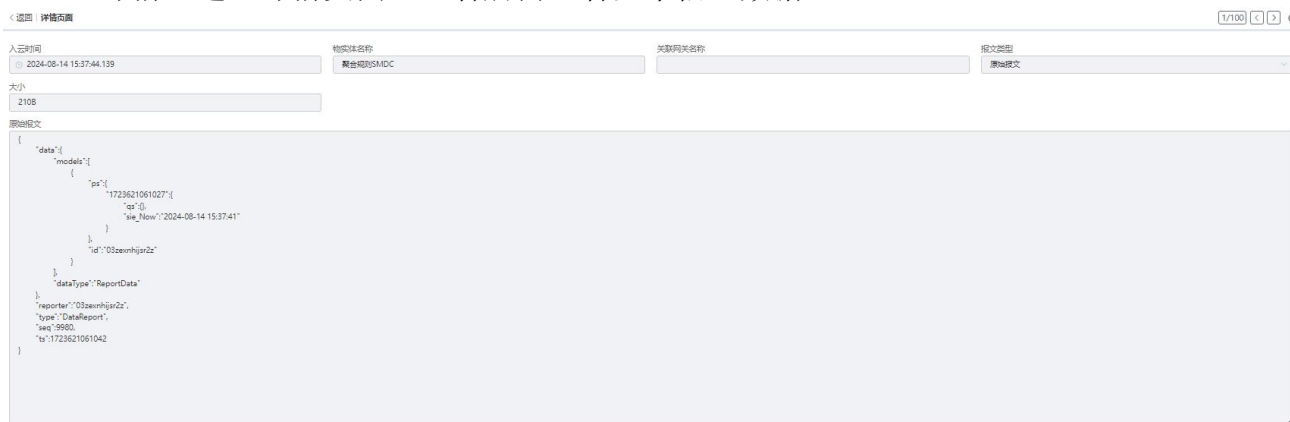 < 返回 | 详情页面
1/100 < >
入云时间 物实体名称 关联网关名称 报文类型
2024-08-14 15:37:44.139 聚合规则SMDC 原始报文
大小
210B
原始报文
{
"data":{
"models":[
{
"ps":{
"1723621061027":{
"qs":{},
"sie_Now":"2024-08-14 15:37:41"
}
},
"id":"03zexnhijsr2z"
}
],
"dataType":"ReportData"
},
"reporter":"03zexnhijsr2z",
"type":"DataReport",
"seq":9980,
"ts":1723621061042
}